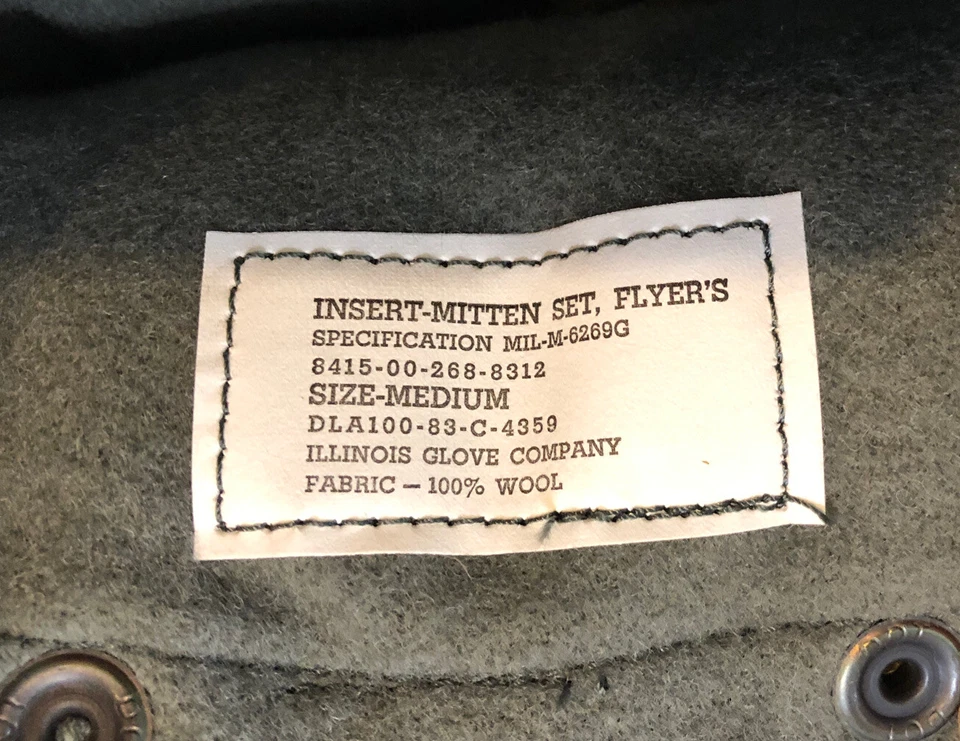 INSERT-MITTEN SET, FLYER'S
SPECIFICATION MIL-M-6269G
8415-00-268-8312
SIZE-MEDIUM
DLA100-83-C-4359
ILLINOIS GLOVE COMPANY
FABRIC — 100% WOOL